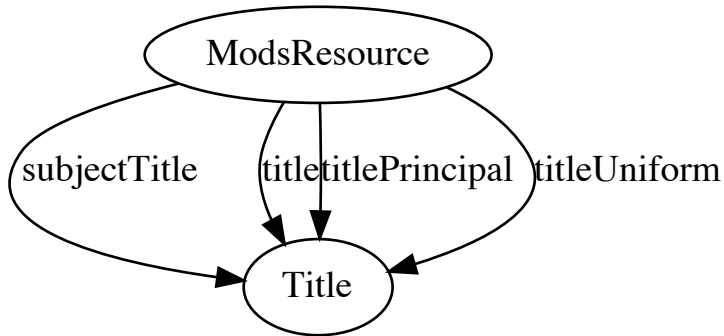 ModsResource
subjectTitle
title
titlePrincipal
titleUniform
Title